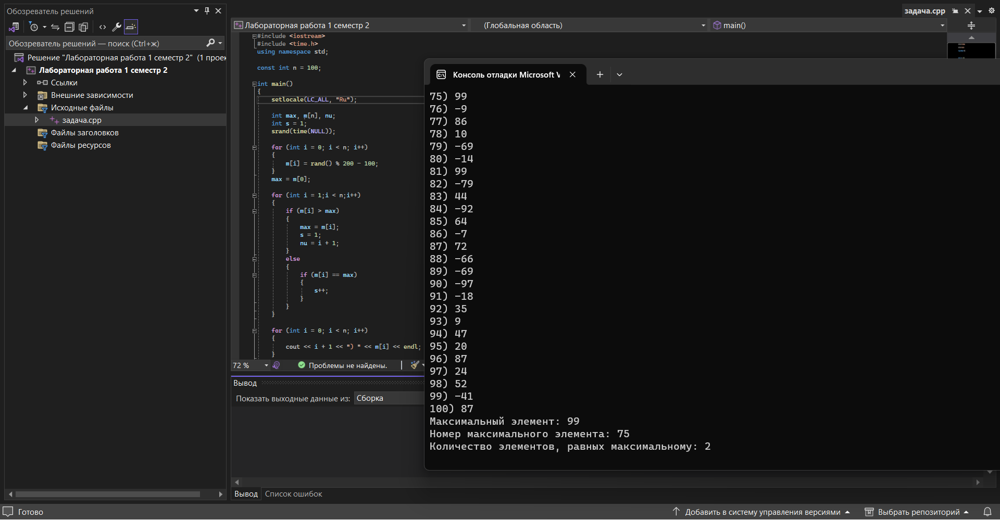 Обозреватель решений
Обозреватель решений — поиск (Ctrl+ж)
Решение "Лабораторная работа 1 семестр 2" (1 проек
Лабораторная работа 1 семестр 2
Ссылки
Внешние зависимости
Исходные файлы
задача.cpp
Файлы заголовков
Файлы ресурсов
задача.cpp
Лабораторная работа 1 семестр 2
(Глобальная область)
main()
#include <iostream>
#include <time.h>
using namespace std;
const int n = 100;
int main()
{
setlocale(LC_ALL, "Ru");
int max, m[n], nu;
int s = 1;
srand(time(NULL));
for (int i = 0; i < n; i++)
{
m[i] = rand() % 200 - 100;
}
max = m[0];
for (int i = 1;i < n;i++)
{
if (m[i] > max)
{
max = m[i];
s = 1;
nu = i + 1;
}
else
{
if (m[i] == max)
{
s++;
}
}
}
for (int i = 0; i < n; i++)
{
cout << i + 1 << ") " << m[i] << endl;
}
72 %
Проблемы не найдены.
Вывод
Показать выходные данные из:
Сборка
Вывод
Список ошибок
Консоль отладки Microsoft V
75) 99
76) -9
77) 86
78) 10
79) -69
80) -14
81) 99
82) -79
83) 44
84) -92
85) 64
86) -7
87) 72
88) -66
89) -69
90) -97
91) -18
92) 35
93) 9
94) 47
95) 20
96) 87
97) 24
98) 52
99) -41
100) 87
Максимальный элемент: 99
Номер максимального элемента: 75
Количество элементов, равных максимальному: 2
Готово
Добавить в систему управления версиями
Выбрать репозиторий